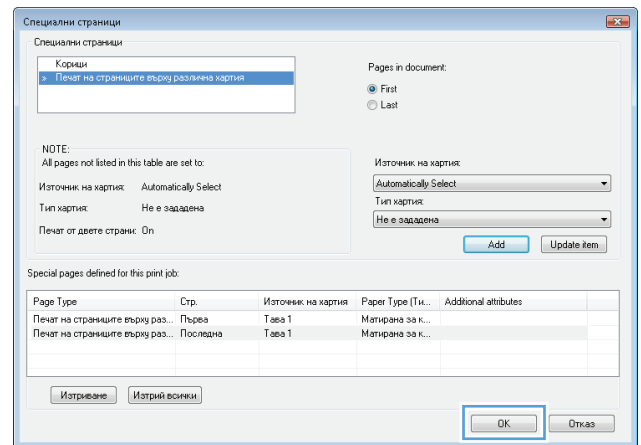 Специални страници
Специални страници
Корици
» Печат на страниците върху различна хартия
Pages in document:
First
Last
NOTE:
All pages not listed in this table are set to:
Източник на хартия: Automatically Select
Тип хартия: Не е зададена
Печат от двете страни: On
Източник на хартия:
Automatically Select
Тип хартия:
Не е зададена
Add Update item
Special pages defined for this print job:
Page Type Стр. Източник на хартия Paper Type (Ти... Additional attributes
Печат на страниците върху раз... Първа Тава 1 Матирана за к...
Печат на страниците върху раз... Последна Тава 1 Матирана за к...
Изтриване Изтрий всички
OK Отказ